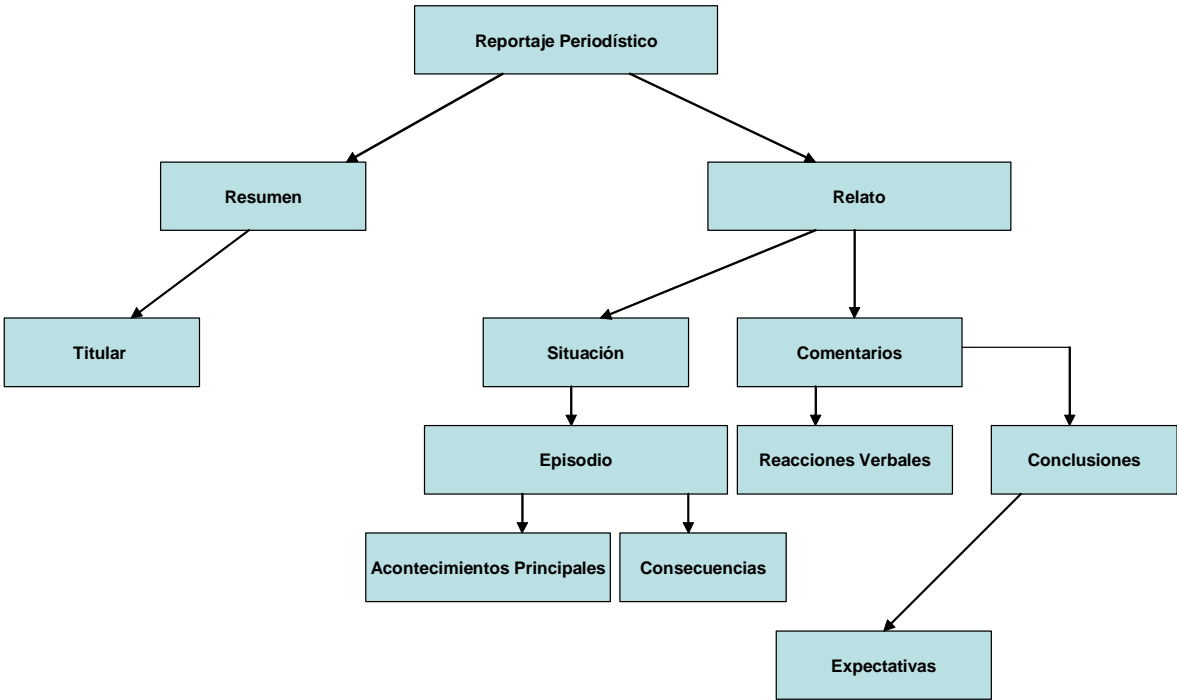 Reportaje Periodístico
Resumen
Relato
Titular
Situación
Comentarios
Episodio
Reacciones Verbales
Conclusiones
Acontecimientos Principales
Consecuencias
Expectativas